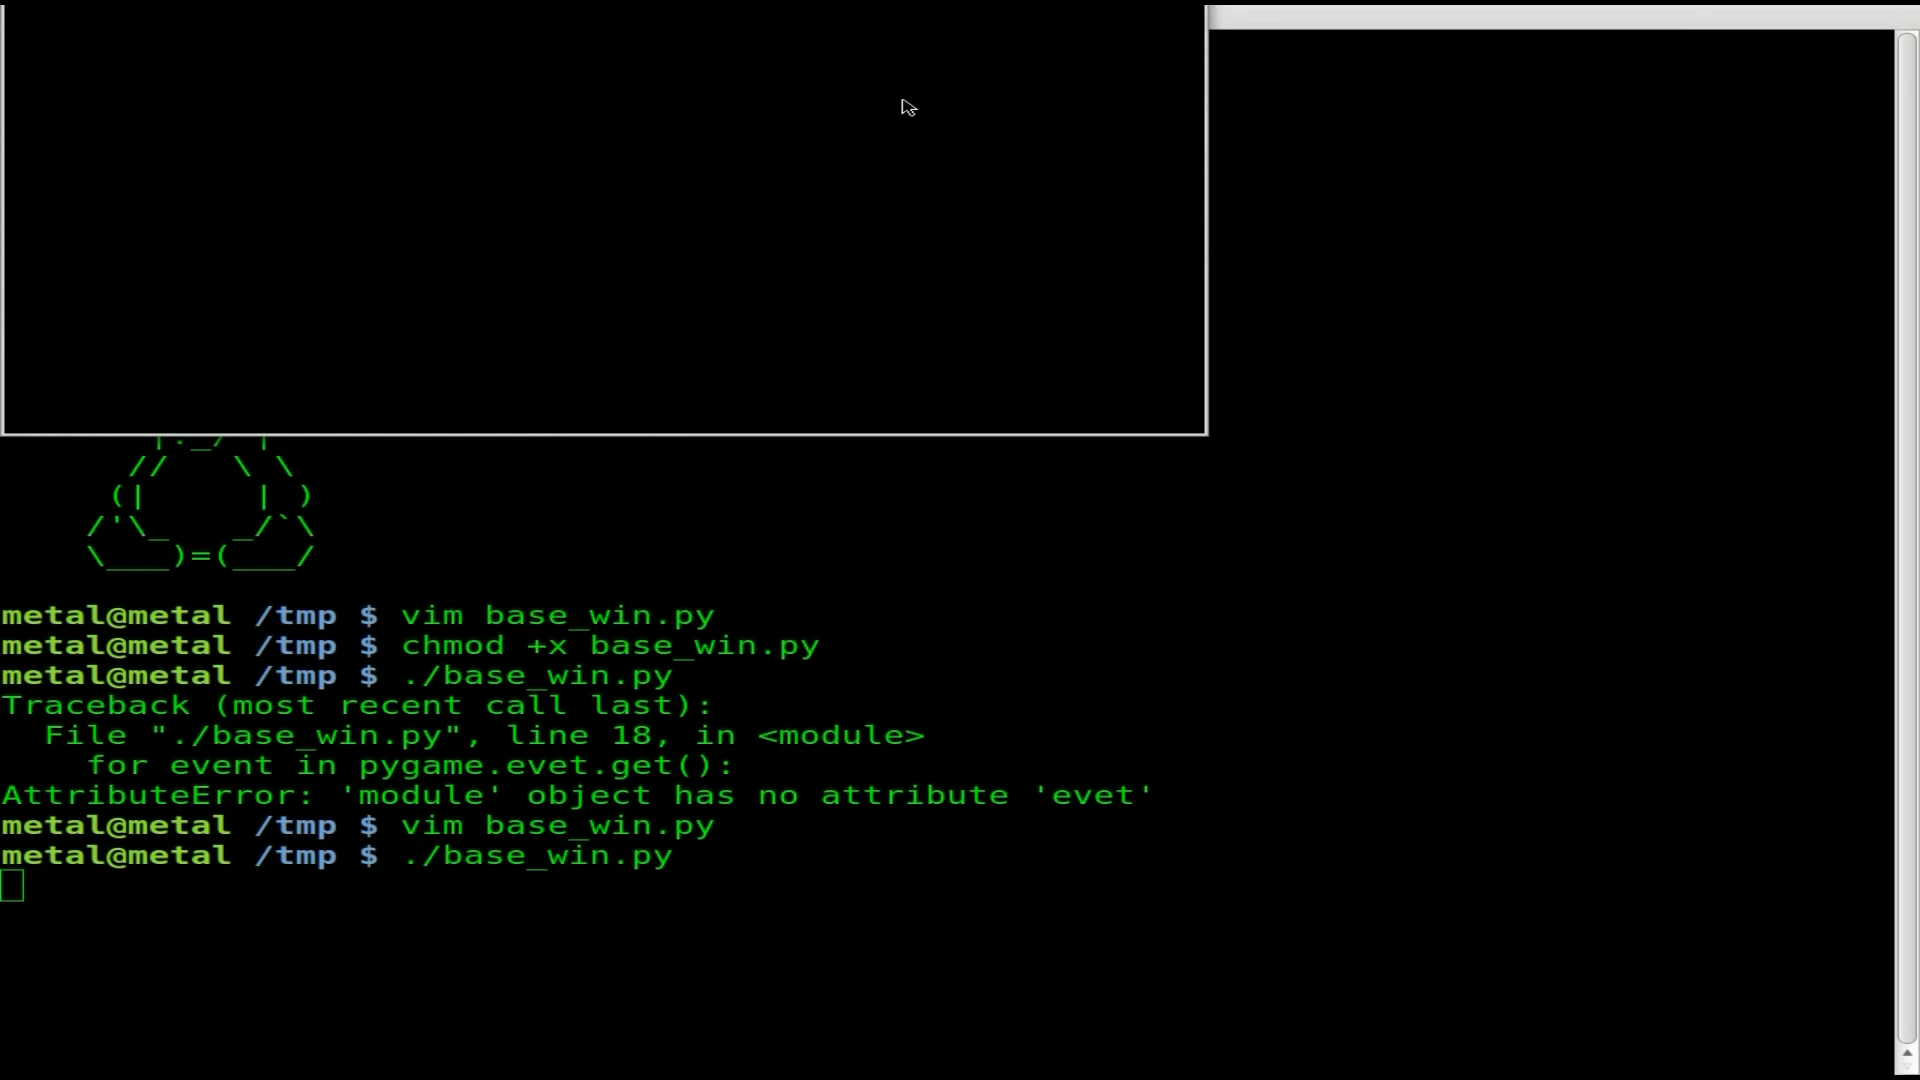 |._/ |
//    \ \
(|      | )
/'\_   _/`\
\___)=(___/
metal@metal /tmp $ vim base_win.py
metal@metal /tmp $ chmod +x base_win.py
metal@metal /tmp $ ./base_win.py
Traceback (most recent call last):
  File "./base_win.py", line 18, in <module>
    for event in pygame.evet.get():
AttributeError: 'module' object has no attribute 'evet'
metal@metal /tmp $ vim base_win.py
metal@metal /tmp $ ./base_win.py